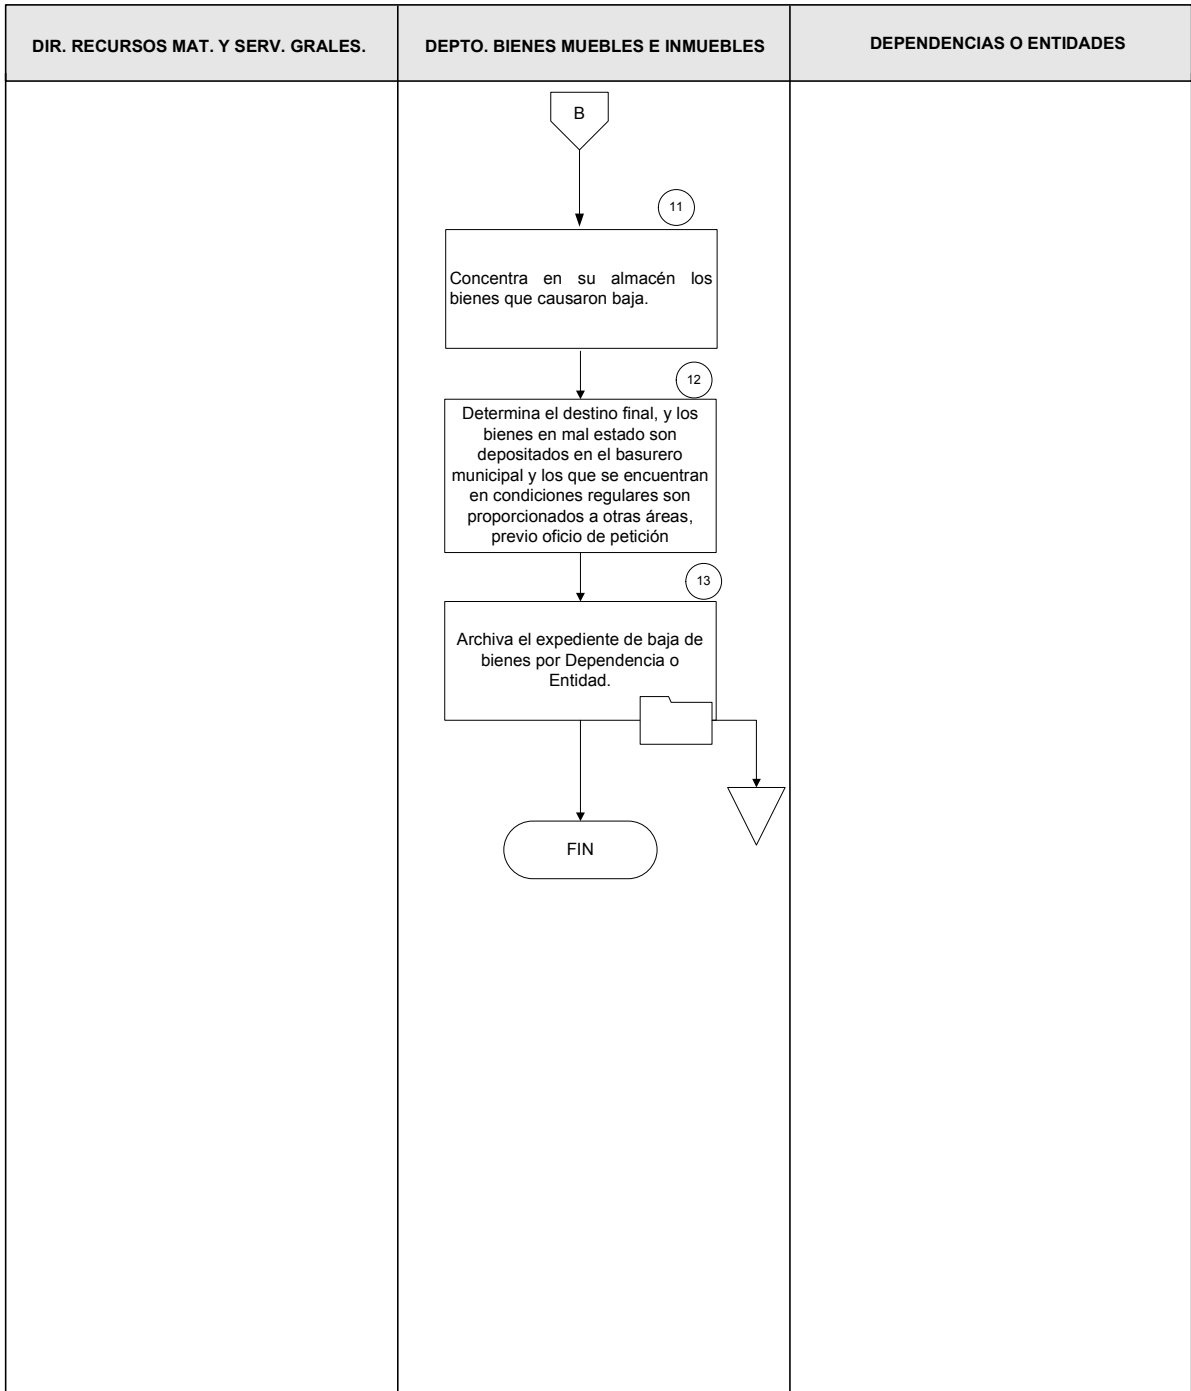 DIR. RECURSOS MAT. Y SERV. GRALES.
DEPTO. BIENES MUEBLES E INMUEBLES
DEPENDENCIAS O ENTIDADES
B
11
Concentra en su almacén los
bienes que causaron baja.
12
Determina el destino final, y los
bienes en mal estado son
depositados en el basurero
municipal y los que se encuentran
en condiciones regulares son
proporcionados a otras áreas,
previo oficio de petición
13
Archiva el expediente de baja de
bienes por Dependencia o
Entidad.
FIN